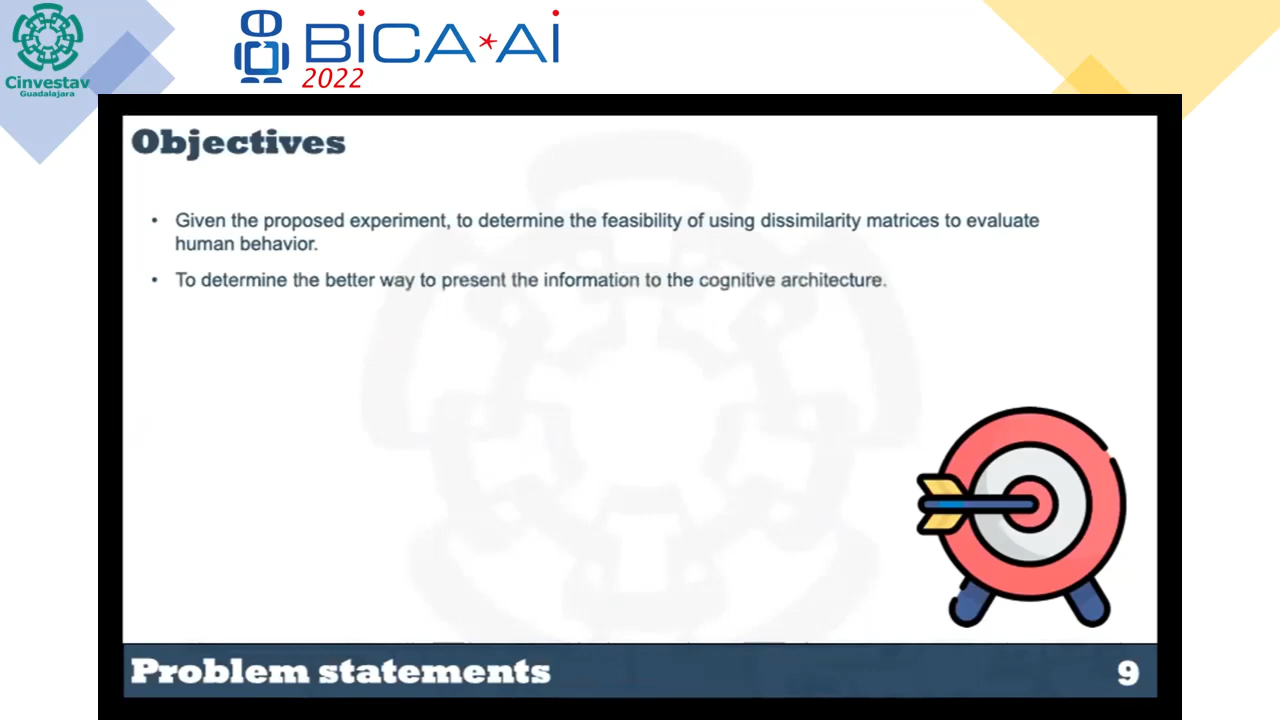 Cinvestav
Guadalajara
BiCA*Ai
2022
Objectives
• Given the proposed experiment, to determine the feasibility of using dissimilarity matrices to evaluate
human behavior.
• To determine the better way to present the information to the cognitive architecture.
Problem statements
9